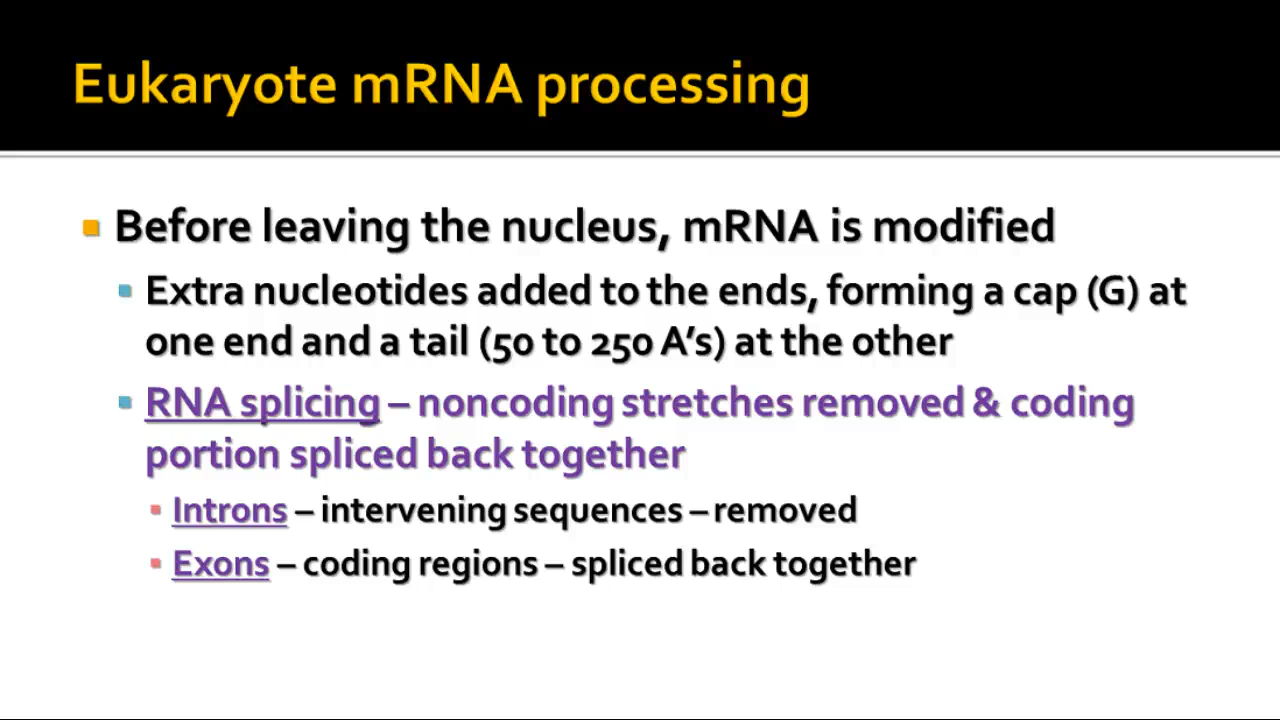 Eukaryote mRNA processing
Before leaving the nucleus, mRNA is modified
Extra nucleotides added to the ends, forming a cap (G) at
one end and a tail (50 to 250 A’s) at the other
RNA splicing – noncoding stretches removed & coding
portion spliced back together
Introns – intervening sequences – removed
Exons – coding regions – spliced back together